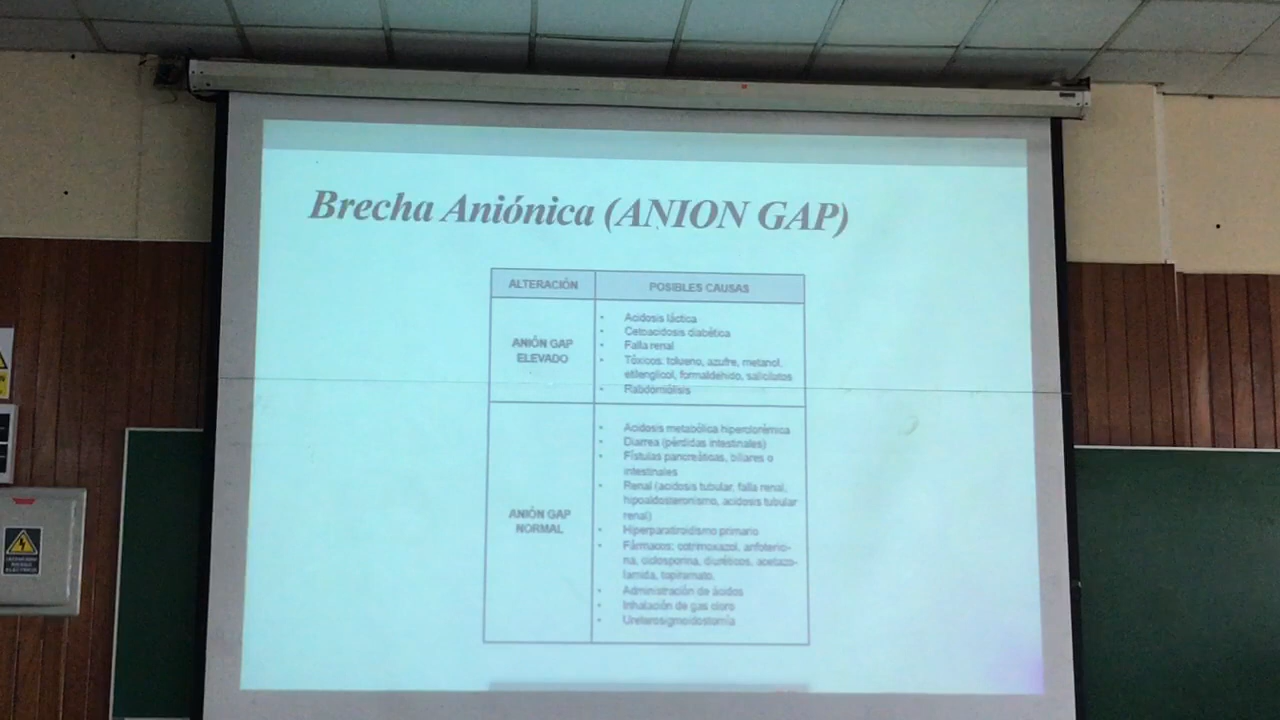 Brecha Aniónica (ANION GAP)
ALTERACIÓN
POSIBLES CAUSAS
ANIÓN GAP
ELEVADO
• Acidosis láctica
• Cetoacidosis diabética
• Falla renal
• Tóxicos: tolueno, azufre, metanol,
etilenglicol, formaldehido, salicilatos
• Rabdomiólisis
ANIÓN GAP
NORMAL
• Acidosis metabólica hiperclorémica
• Diarrea (pérdidas intestinales)
• Fístulas pancreáticas, biliares o
intestinales
• Renal (acidosis tubular, falla renal,
hipoaldosteronismo, acidosis tubular
renal)
• Hiperparatiroidismo primario
• Fármacos: cotrimoxazol, anfoterici-
na, ciclosporina, diuréticos, acetazo-
lamida, topiramato.
• Administración de ácidos
• Inhalación de gas cloro
• Ureterosigmoidostomía